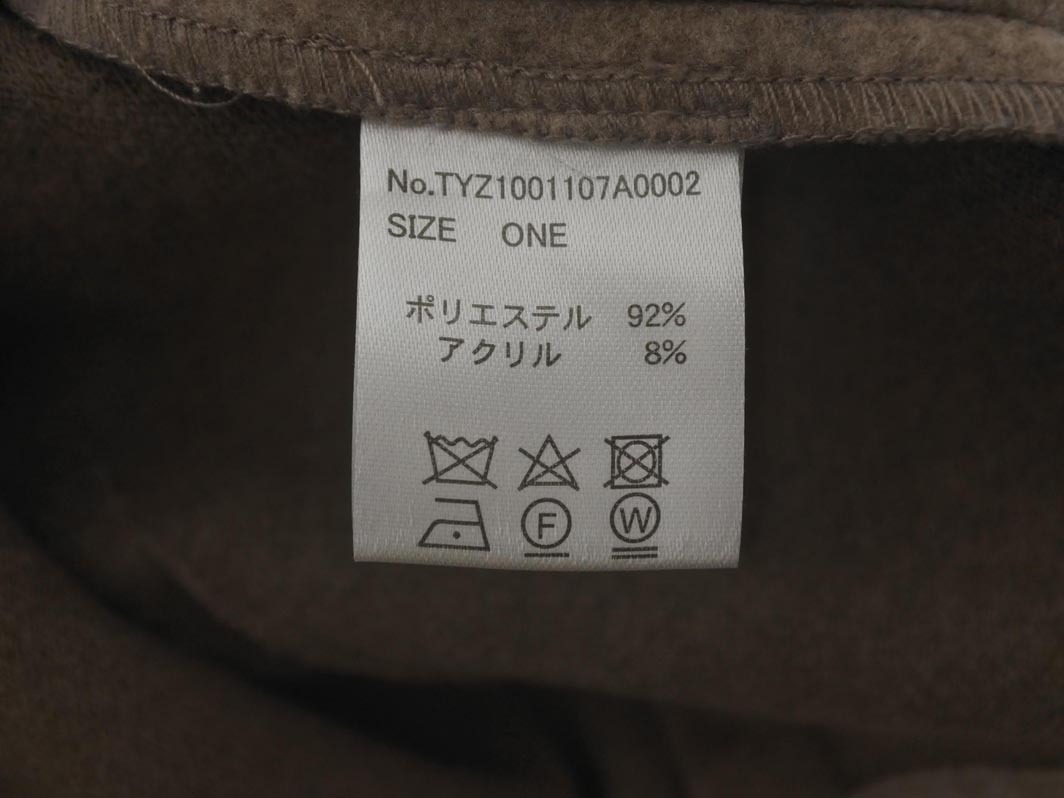 No.TYZ1001107A0002
SIZE ONE
ポリエステル 92%
アクリル 8%
F W